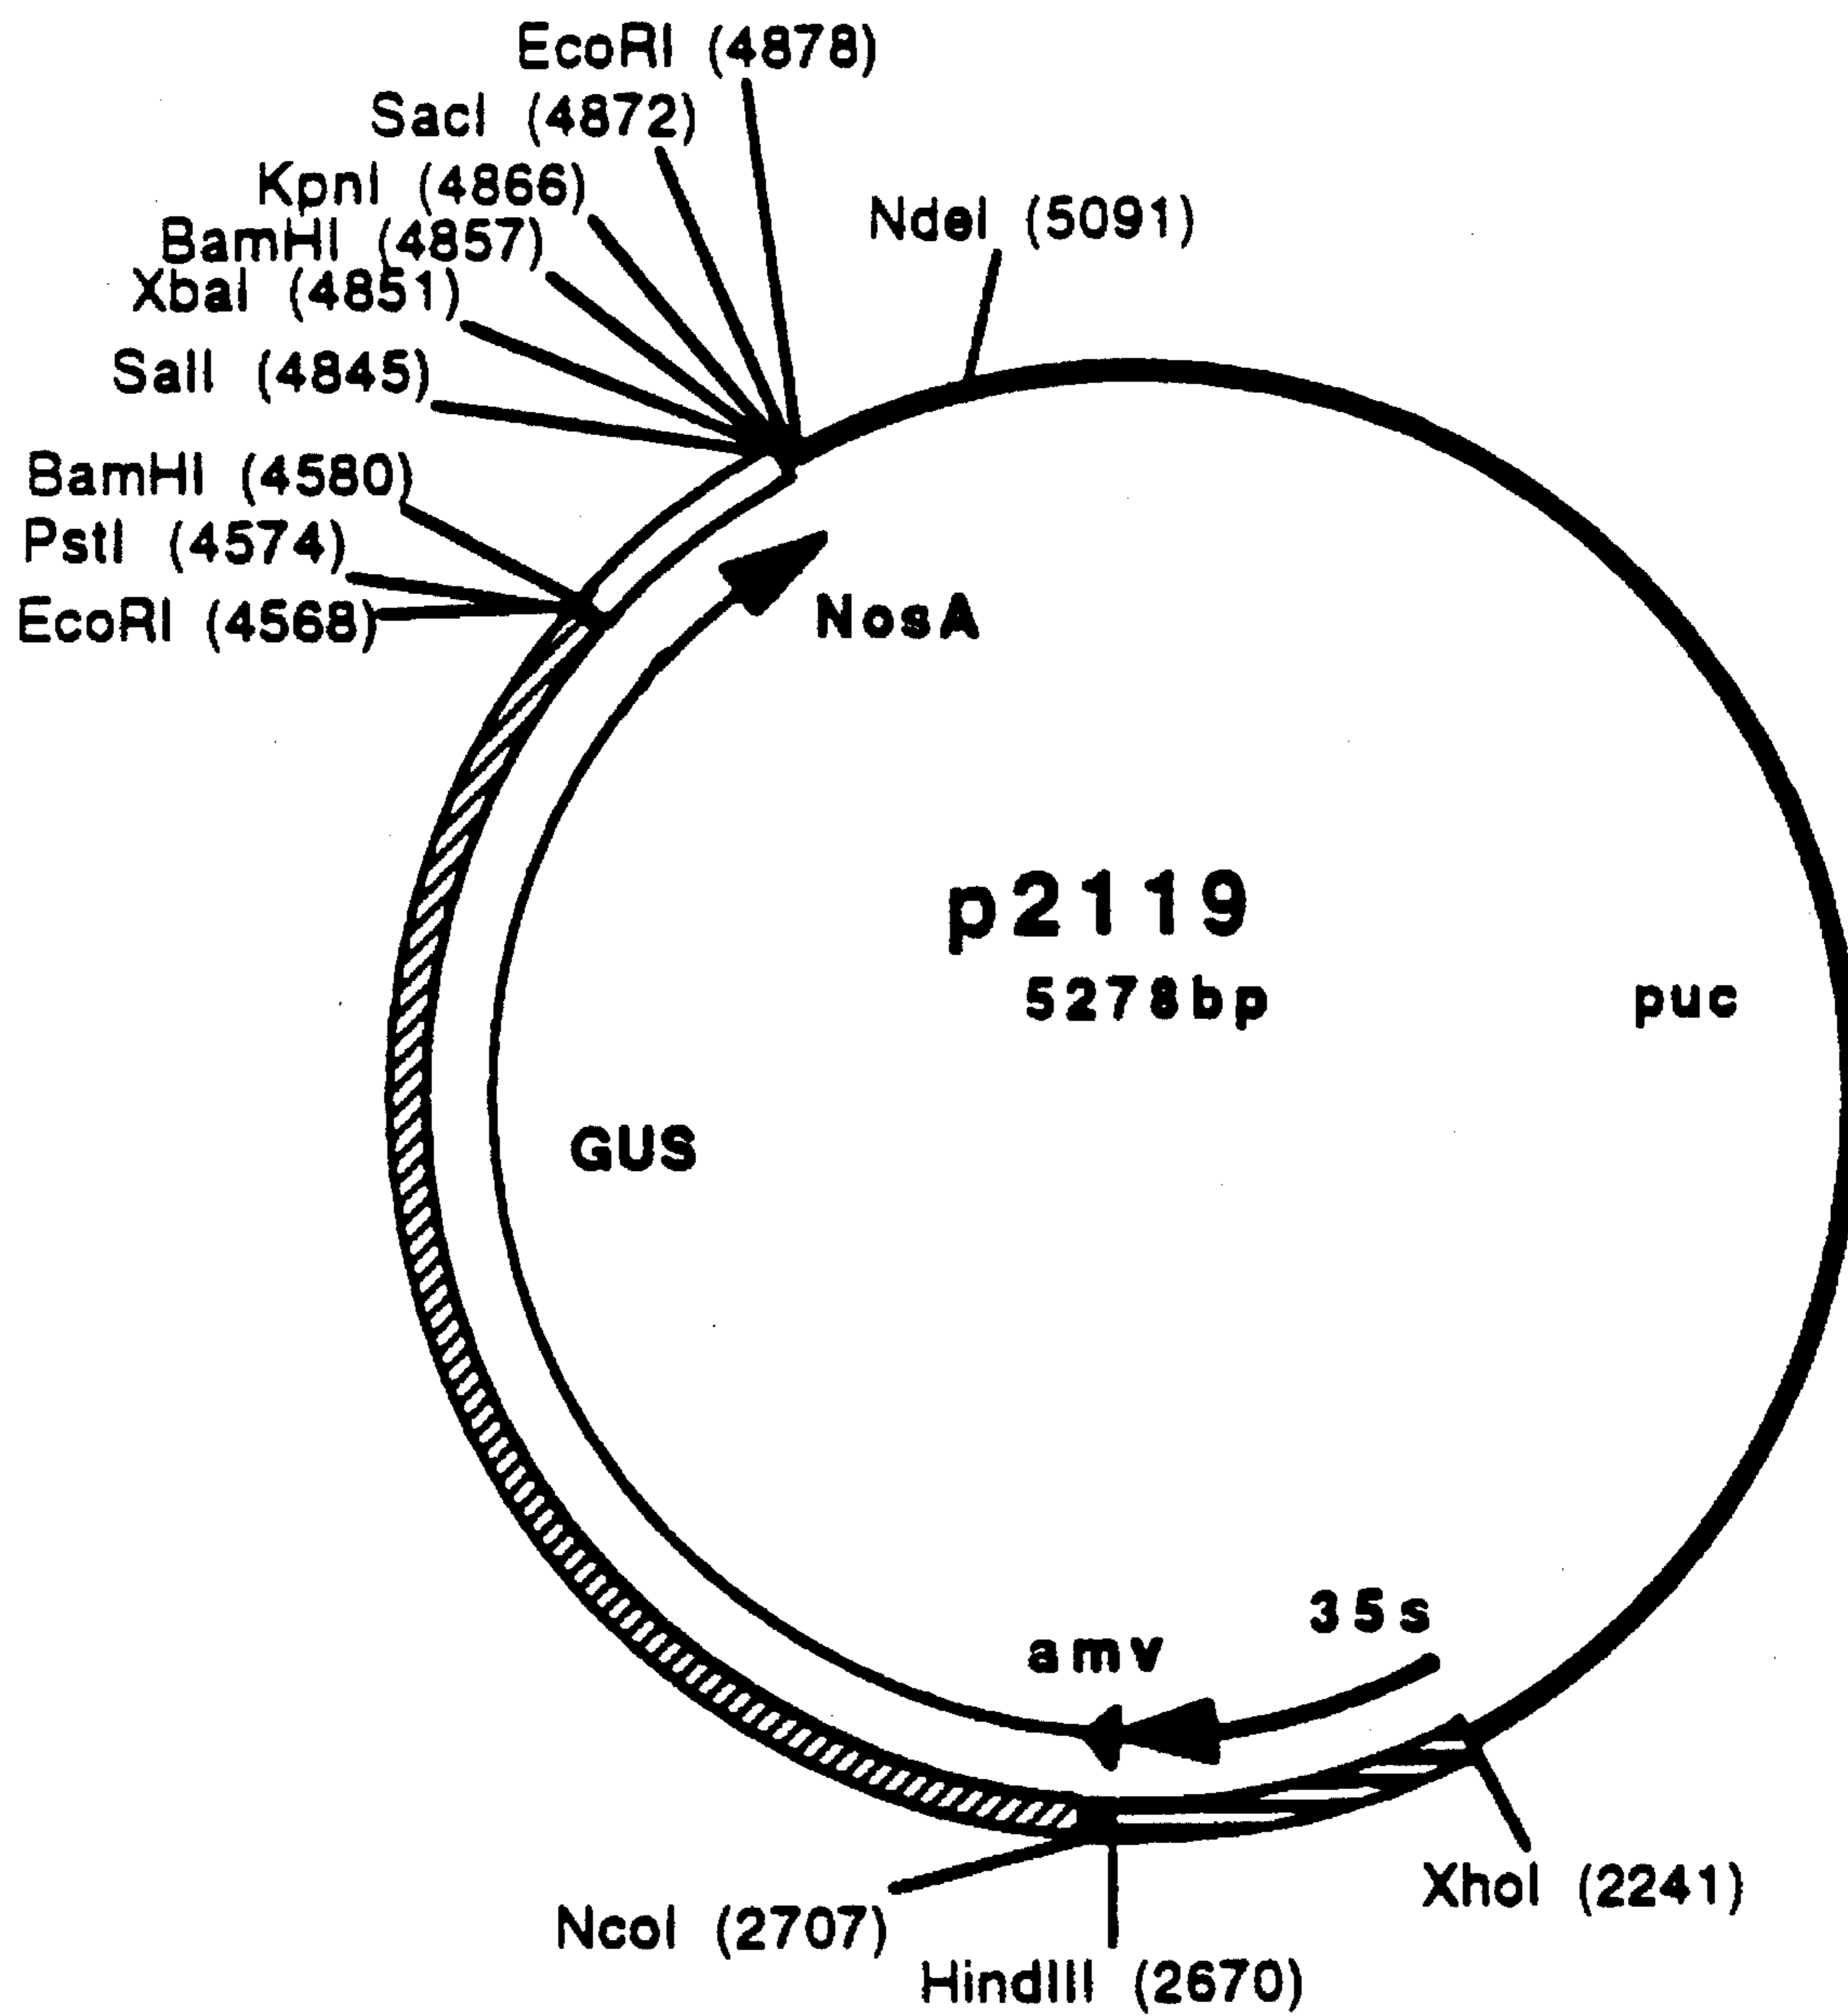 EcoRI (4878)
SacI (4872)
KpnI (4866)
NdeI (5091)
BamHI (4857)
XbaI (4851)
SalI (4845)
BamHI (4580)
PstI (4574)
EcoRI (4568)
NosA
p2119
5278bp
puc
GUS
35s
amv
XhoI (2241)
NcoI (2707)
HindIII (2670)